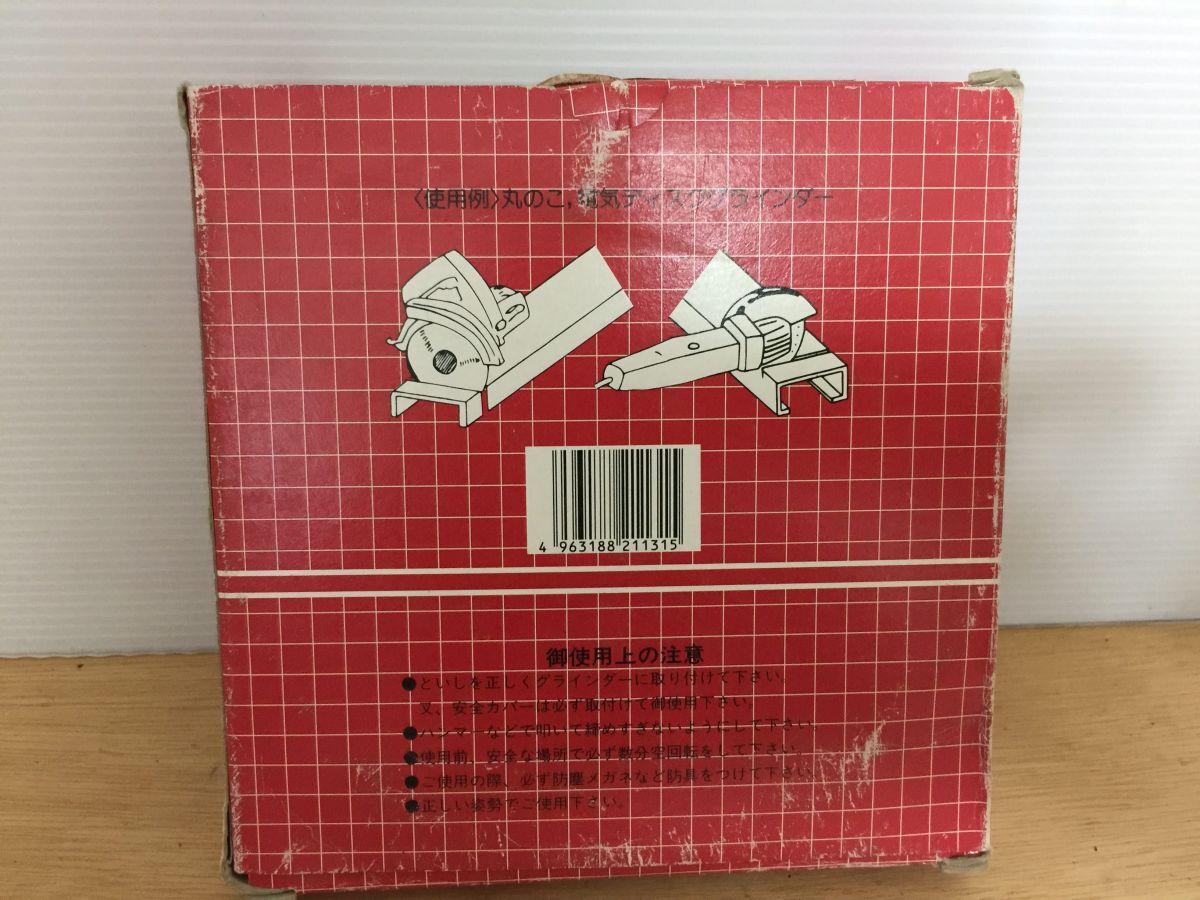 〈使用例〉丸のこ，電気ディスクグラインダー
4 963188 211315
御使用上の注意
●といしを正しくグラインダーに取り付けて下さい。
又、安全カバーは必ず取付けて御使用下さい。
●ハンマーなどで叩いて締めすぎないようにして下さい。
●使用前、安全な場所で必ず数分空回転をして下さい。
●ご使用の際、必ず防塵メガネなど防具をつけて下さい。
●正しい姿勢でご使用下さい。